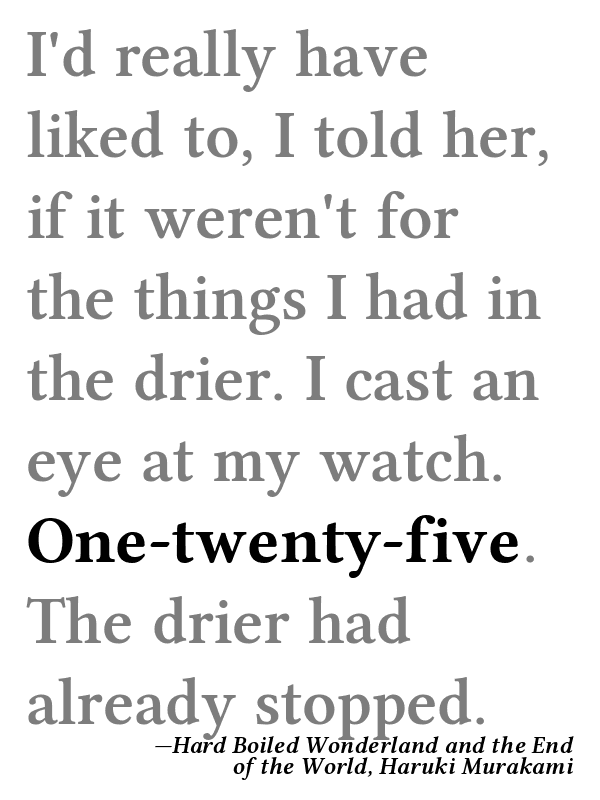 I'd really have
liked to, I told her,
if it weren't for
the things I had in
the drier. I cast an
eye at my watch.
One-twenty-five.
The drier had
already stopped.
—Hard Boiled Wonderland and the End
of the World, Haruki Murakami